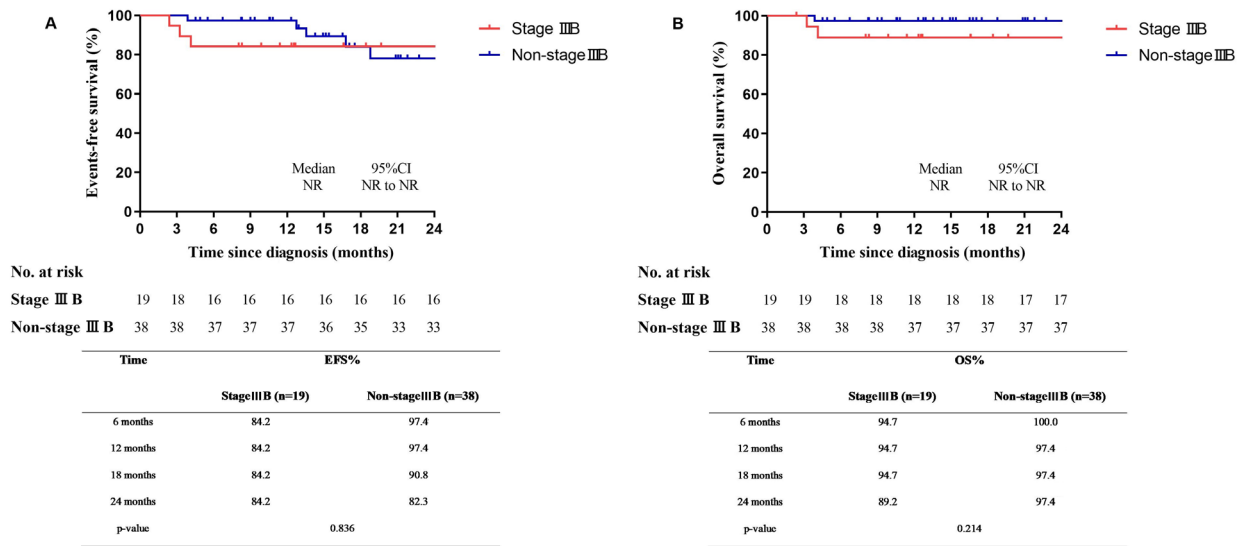 A
Events-free survival (%)
100
80
60
40
20
0
Stage ⅢB
Non-stageⅢB
Median 95%CI
NR NR to NR
0 3 6 9 12 15 18 21 24
Time since diagnosis (months)
No. at risk
Stage Ⅲ B 19 18 16 16 16 16 16 16 16
Non-stage Ⅲ B 38 38 37 37 37 36 35 33 33
Time EFS%
StageⅢB (n=19) Non-stageⅢB (n=38)
6 months 84.2 97.4
12 months 84.2 97.4
18 months 84.2 90.8
24 months 84.2 82.3
p-value 0.836
B
Overall survival (%)
100
80
60
40
20
0
Stage ⅢB
Non-stageⅢB
Median 95%CI
NR NR to NR
0 3 6 9 12 15 18 21 24
Time since diagnosis (months)
No. at risk
Stage Ⅲ B 19 19 18 18 18 18 18 17 17
Non-stage Ⅲ B 38 38 38 38 37 37 37 37 37
Time OS%
StageⅢB (n=19) Non-stageⅢB (n=38)
6 months 94.7 100.0
12 months 94.7 97.4
18 months 94.7 97.4
24 months 89.2 97.4
p-value 0.214